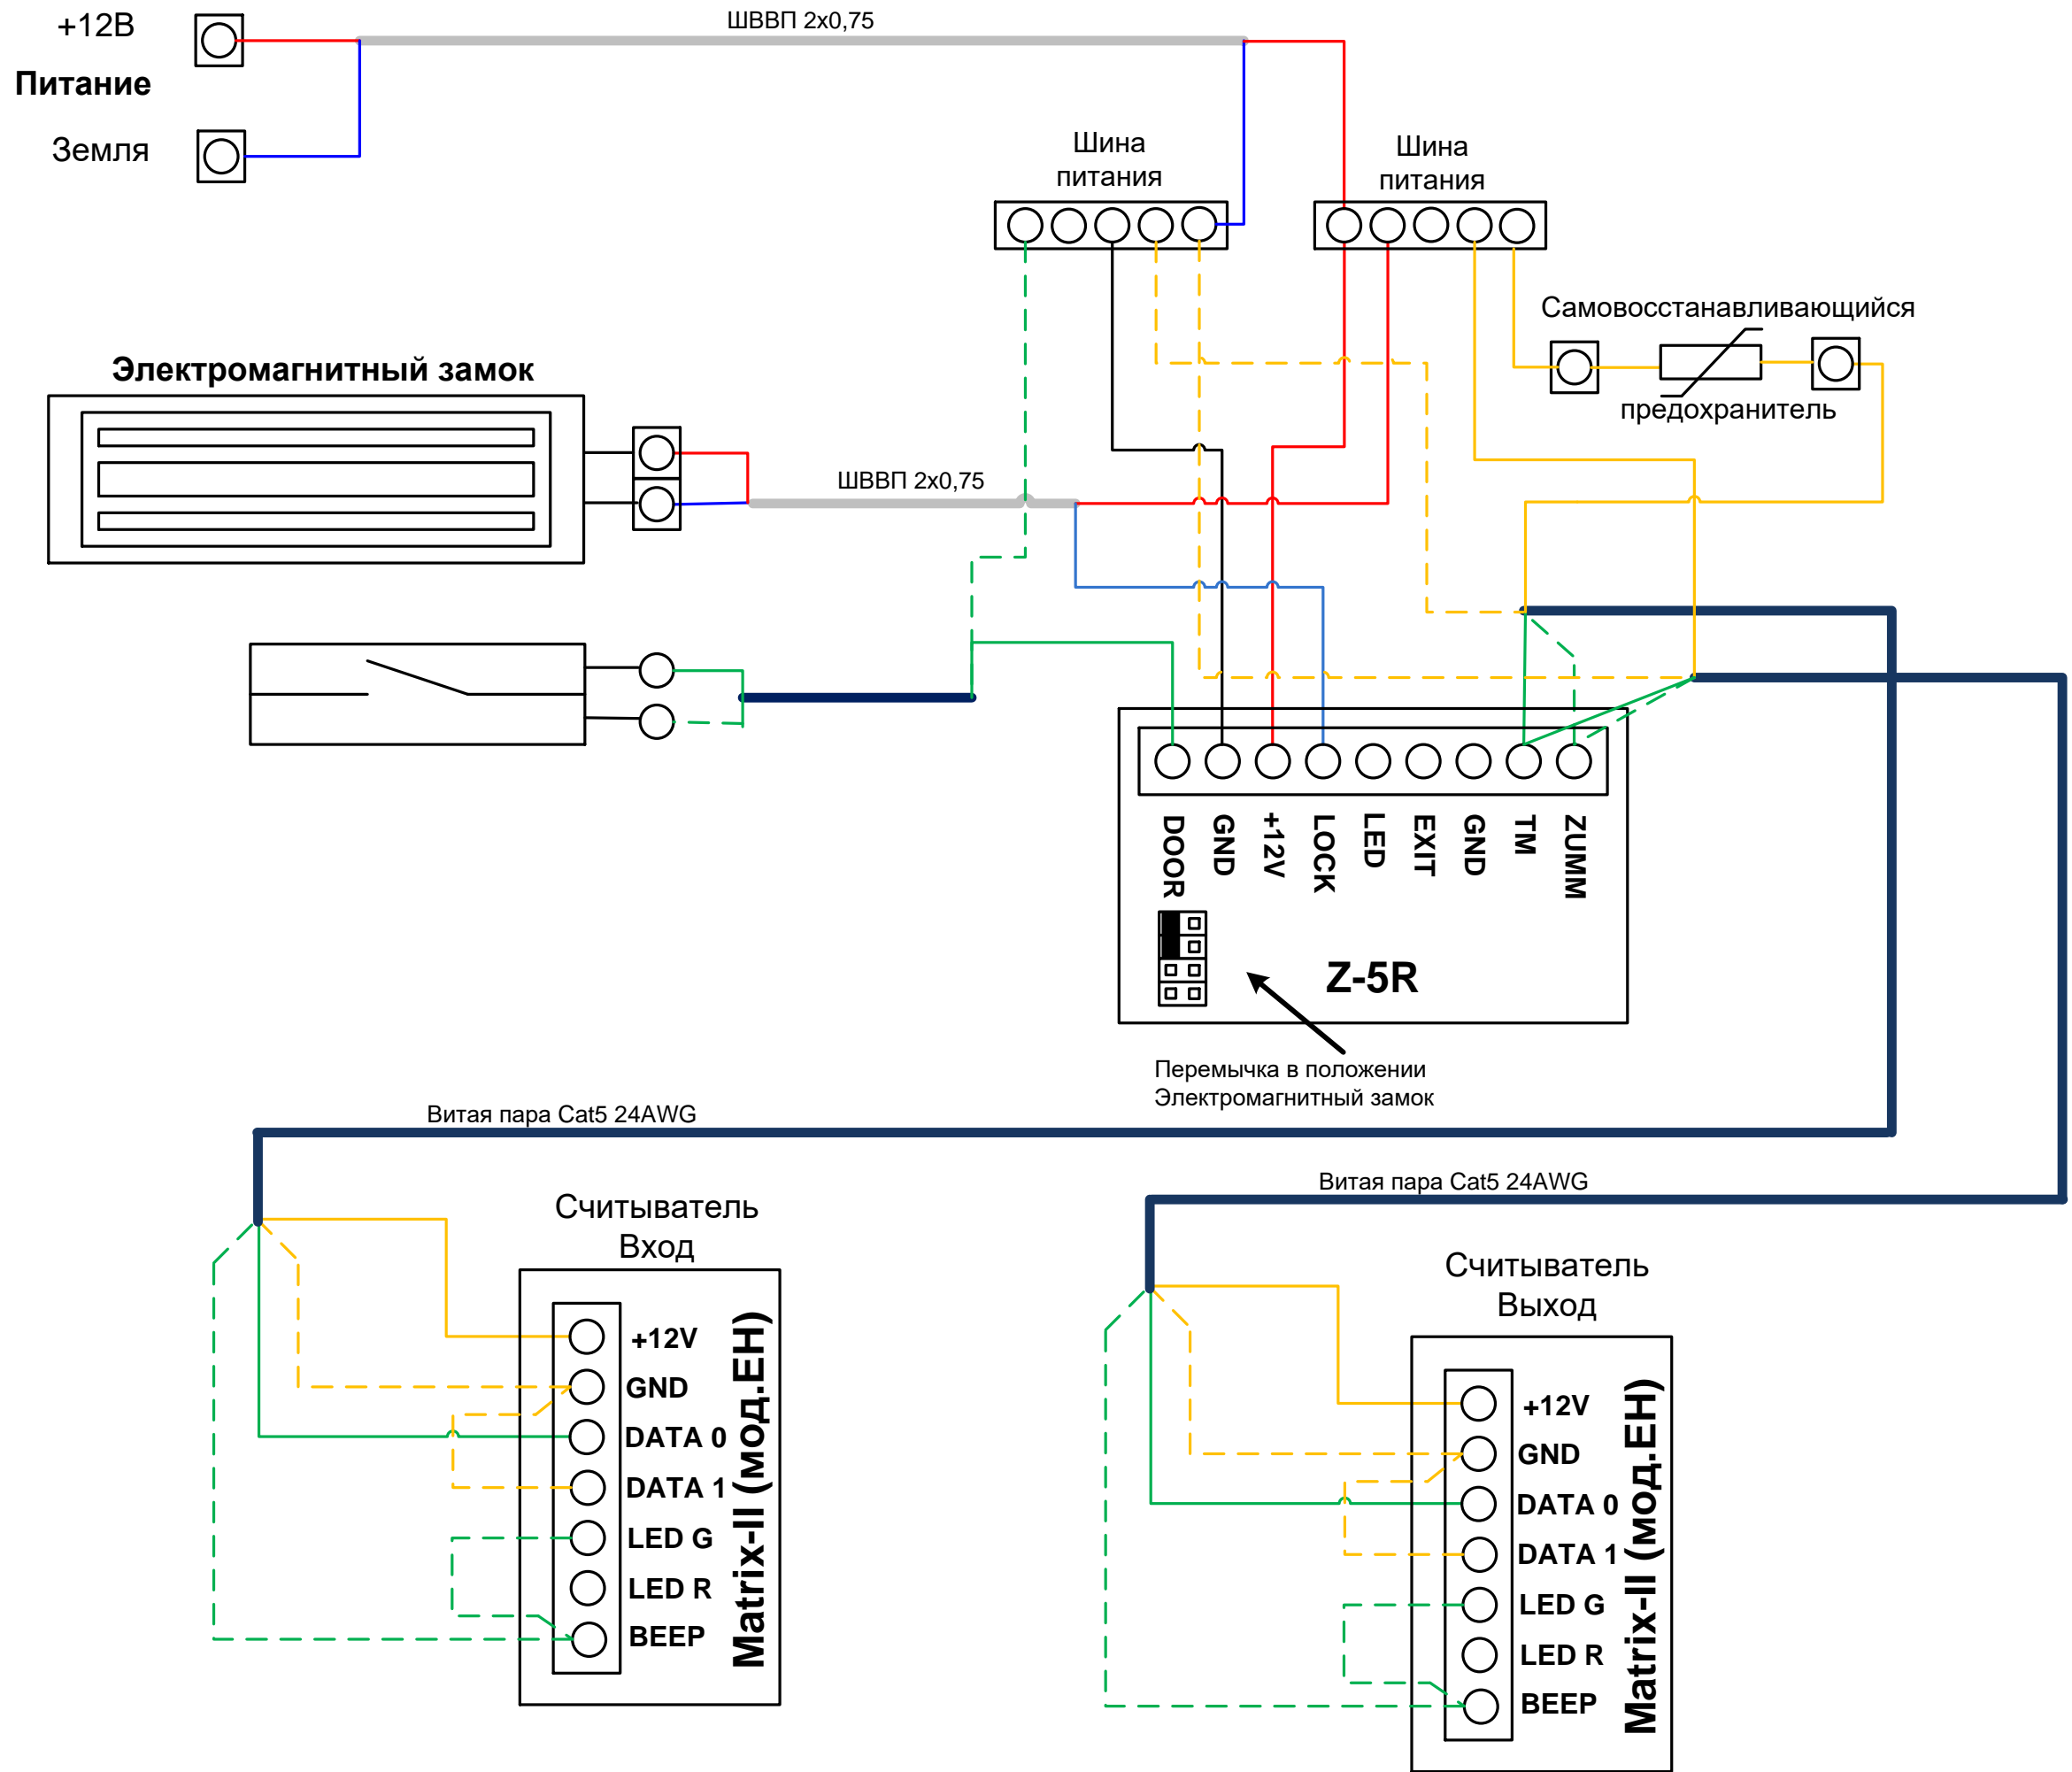 +12В
ШВВП 2х0,75
Питание
Земля
Шина
питания
Шина
питания
Самовосстанавливающийся
предохранитель
Электромагнитный замок
ШВВП 2х0,75
DOOR
GND
+12V
LOCK
LED
EXIT
GND
TM
ZUMM
Z-5R
Перемычка в положении
Электромагнитный замок
Витая пара Cat5 24AWG
Витая пара Cat5 24AWG
Считыватель
Вход
+12V
GND
DATA 0
DATA 1
LED G
LED R
BEEP
Matrix-II (мод.ЕН)
Считыватель
Выход
+12V
GND
DATA 0
DATA 1
LED G
LED R
BEEP
Matrix-II (мод.ЕН)